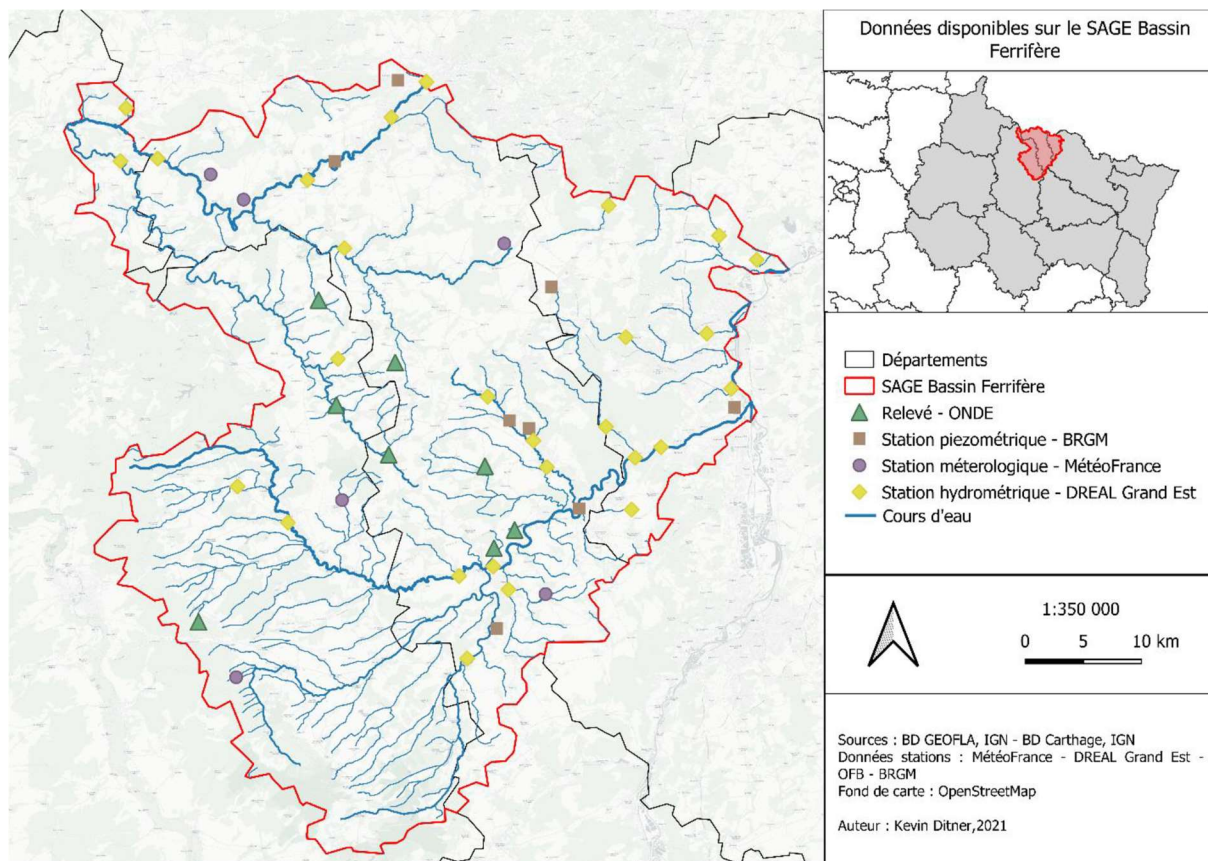 Données disponibles sur le SAGE Bassin
Ferrifère
Départements
SAGE Bassin Ferrifère
Relevé - ONDE
Station piezométrique - BRGM
Station méterologique - MétéoFrance
Station hydrométrique - DREAL Grand Est
Cours d'eau
1:350 000
0 5 10 km
Sources : BD GEOFLA, IGN - BD Carthage, IGN
Données stations : MétéoFrance - DREAL Grand Est -
OFB - BRGM
Fond de carte : OpenStreetMap
Auteur : Kevin Ditner,2021